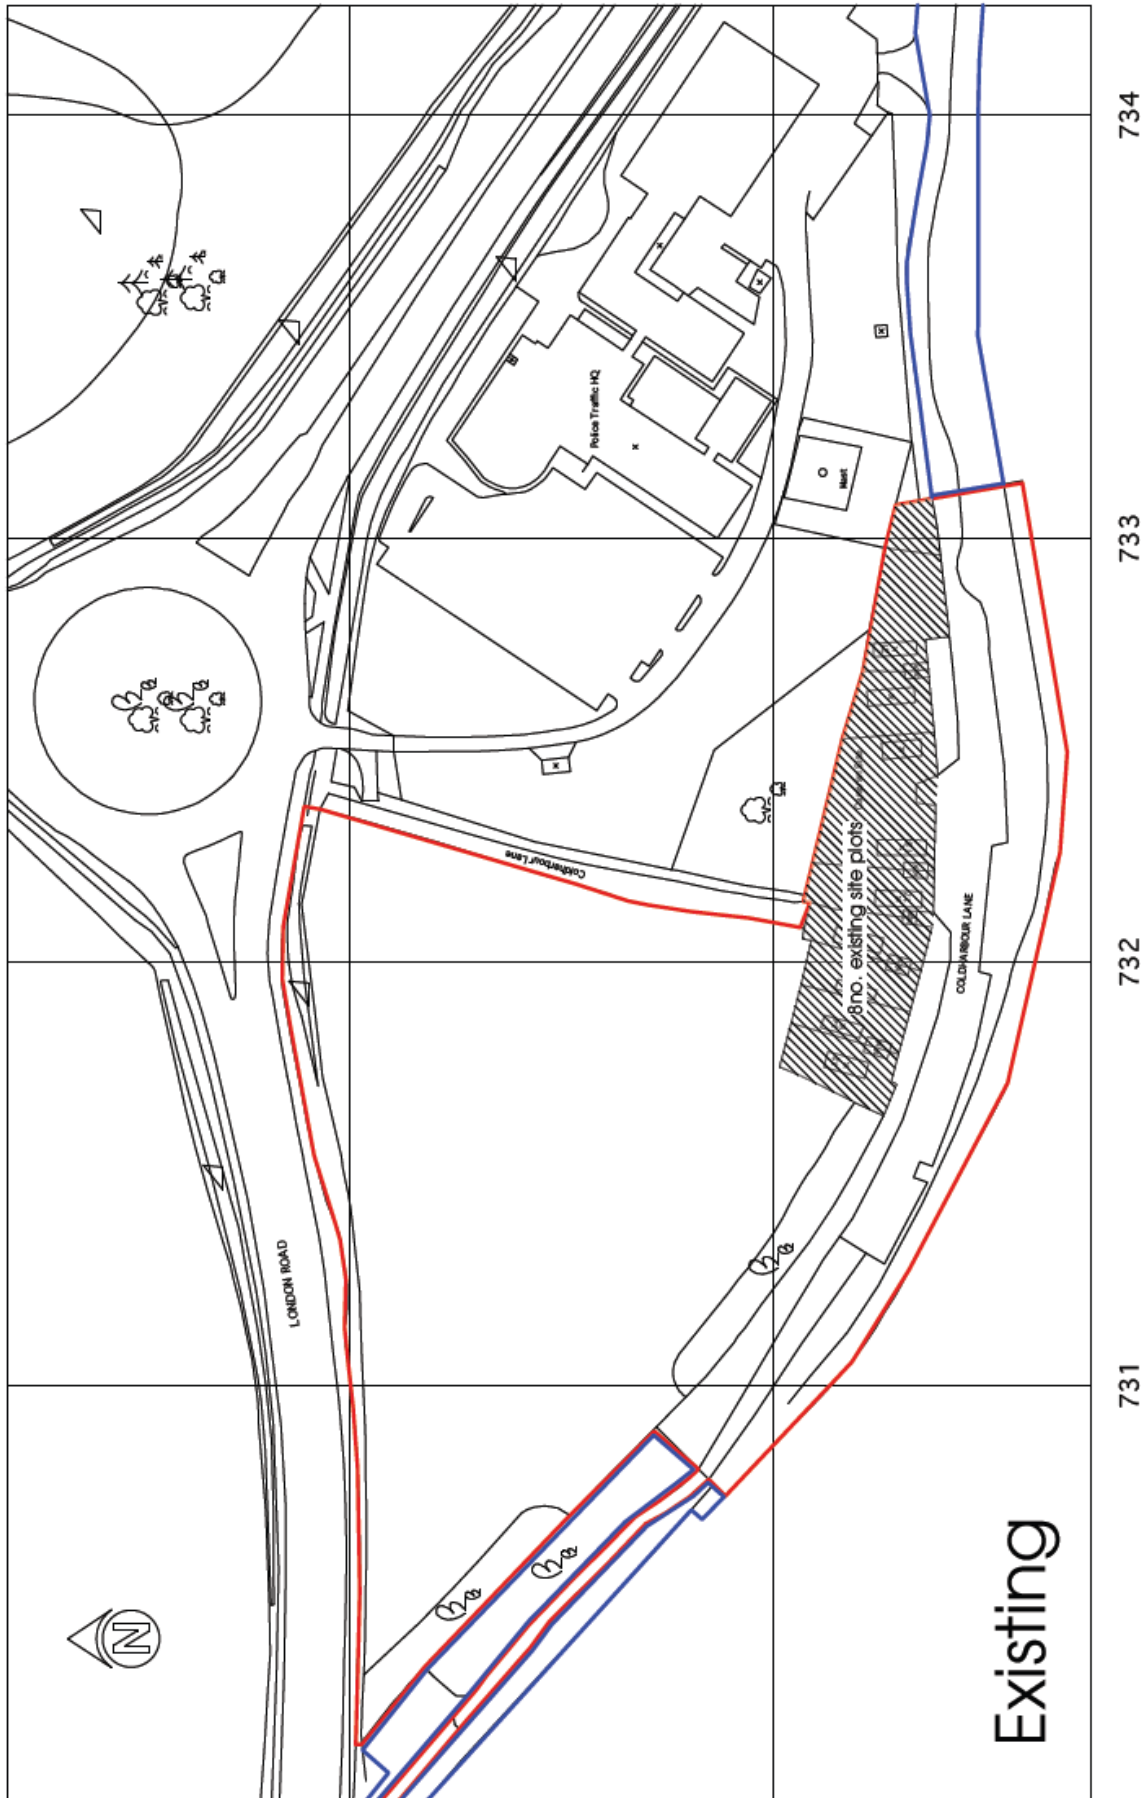 734
733
732
731
Police Traffic HQ
Mast
Coldharbour Lane
8no. existing site plots
COLDHARBOUR LANE
LONDON ROAD
N
Existing